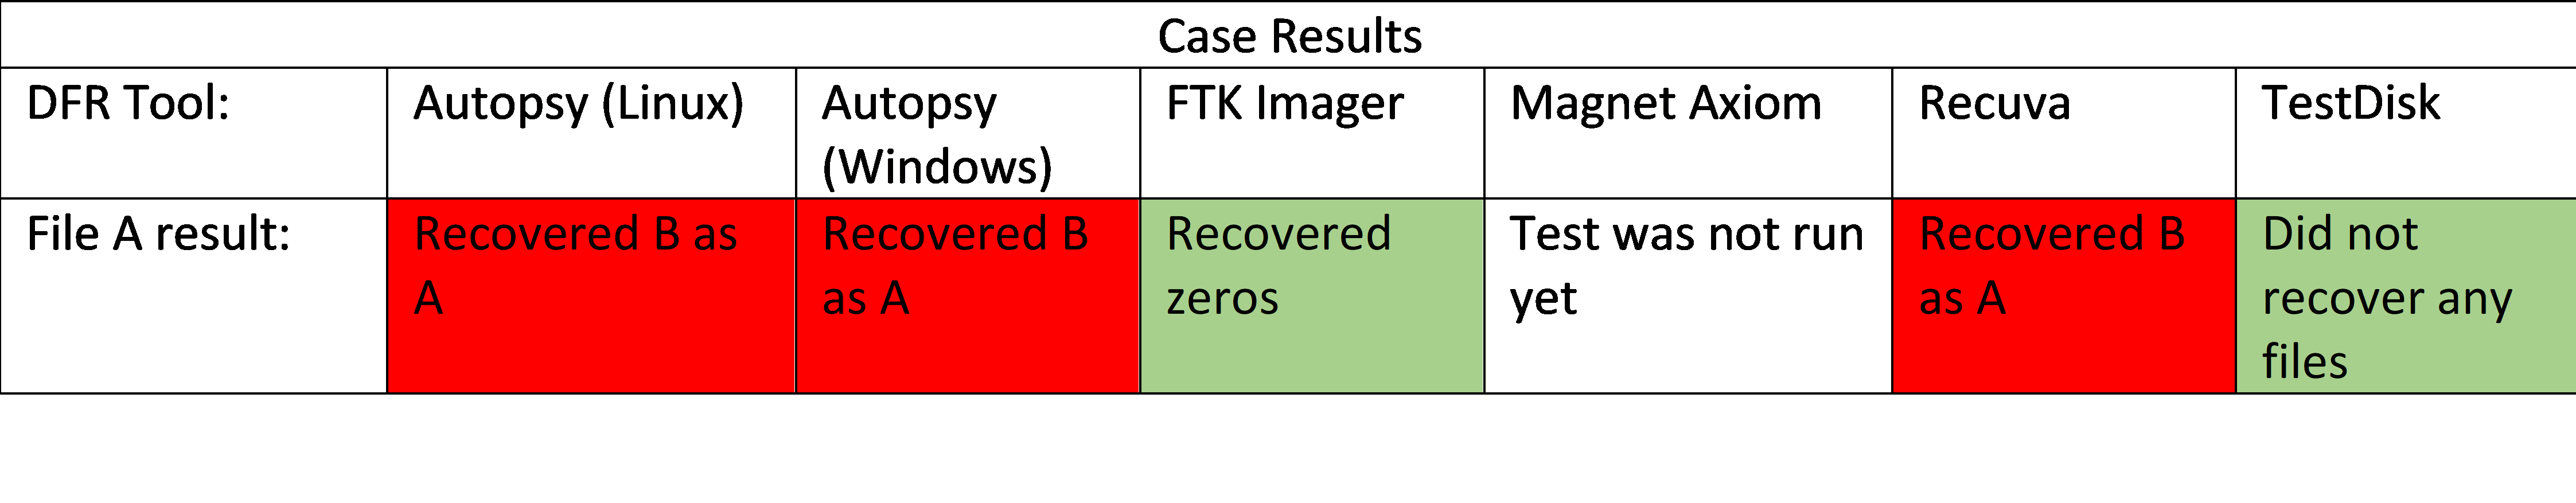 Case Results
DFR Tool:
Autopsy (Linux)
Autopsy
(Windows)
FTK Imager
Magnet Axiom
Recuva
TestDisk
File A result:
Recovered B as
A
Recovered B
as A
Recovered
zeros
Test was not run
yet
Recovered B
as A
Did not
recover any
files